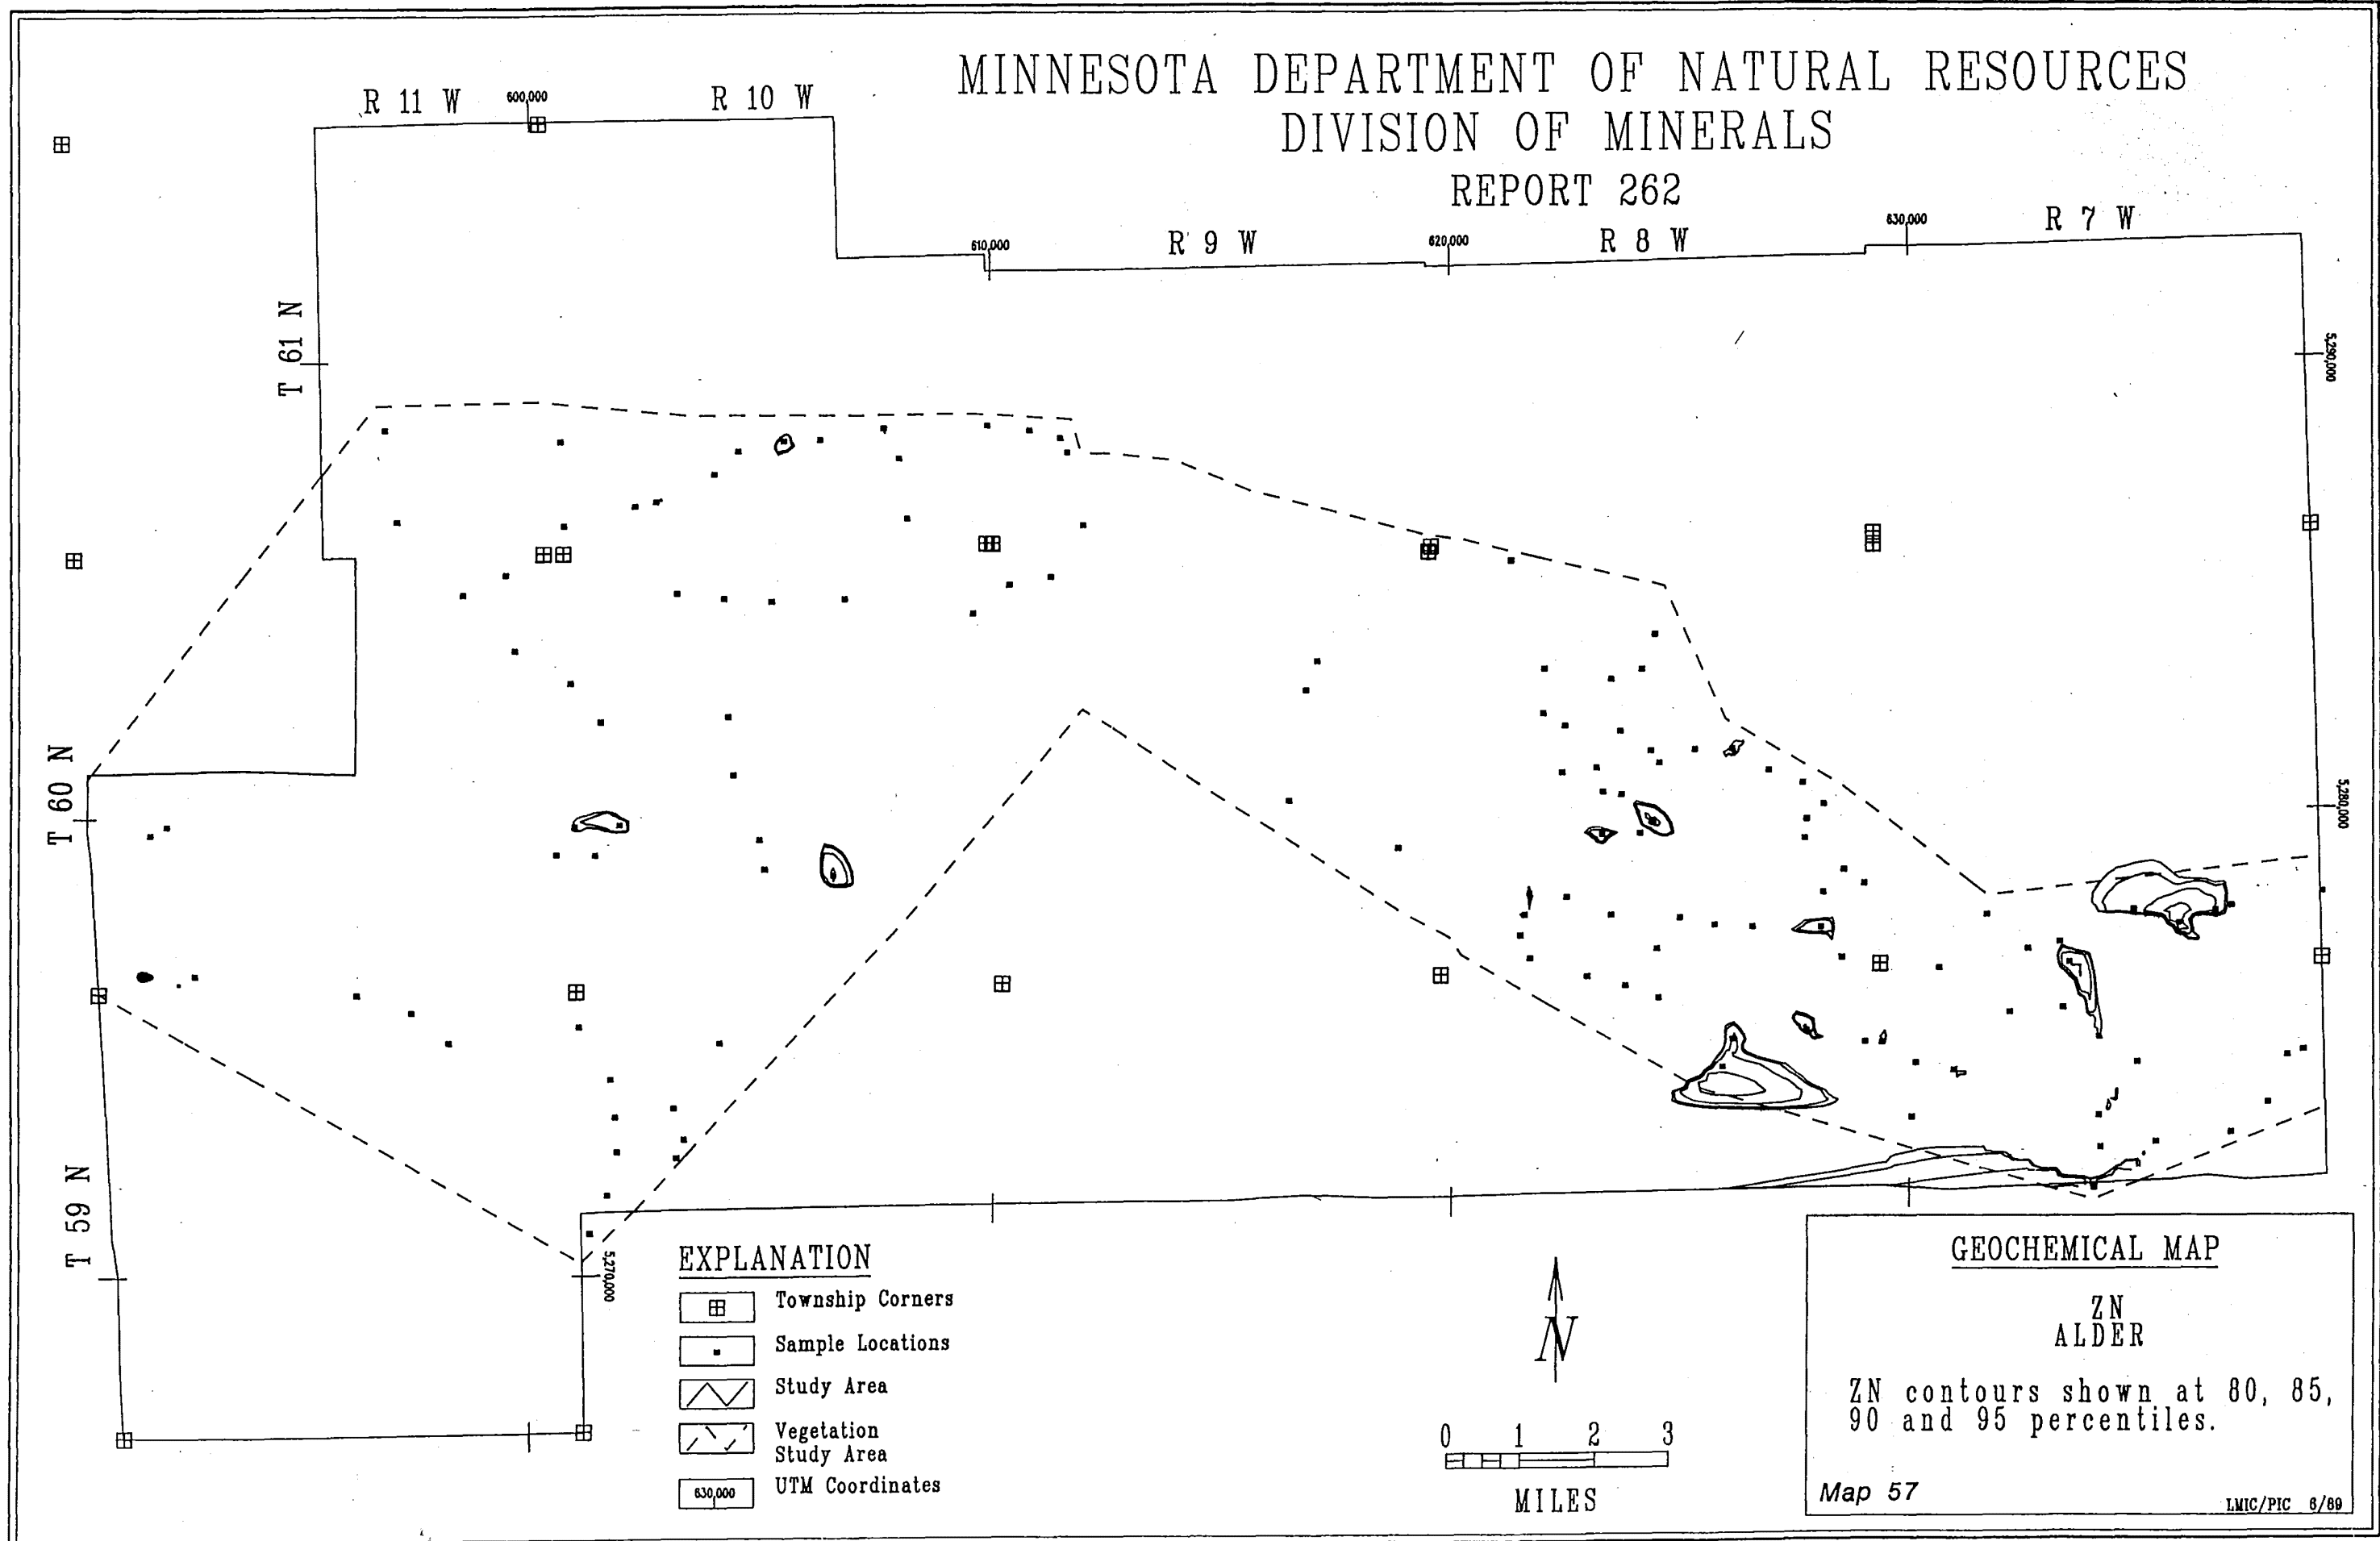 MINNESOTA DEPARTMENT OF NATURAL RESOURCES
DIVISION OF MINERALS
REPORT 262
R 11 W
600,000
R 10 W
610,000
R 9 W
620,000
R 8 W
630,000
R 7 W
T 61 N
5,290,000
T 60 N
5,280,000
T 59 N
5,270,000
EXPLANATION
Township Corners
Sample Locations
Study Area
Vegetation
Study Area
630,000
UTM Coordinates
N
0 1 2 3
MILES
GEOCHEMICAL MAP
ZN
ALDER
ZN contours shown at 80, 85,
90 and 95 percentiles.
Map 57
LMIC/PIC 6/89